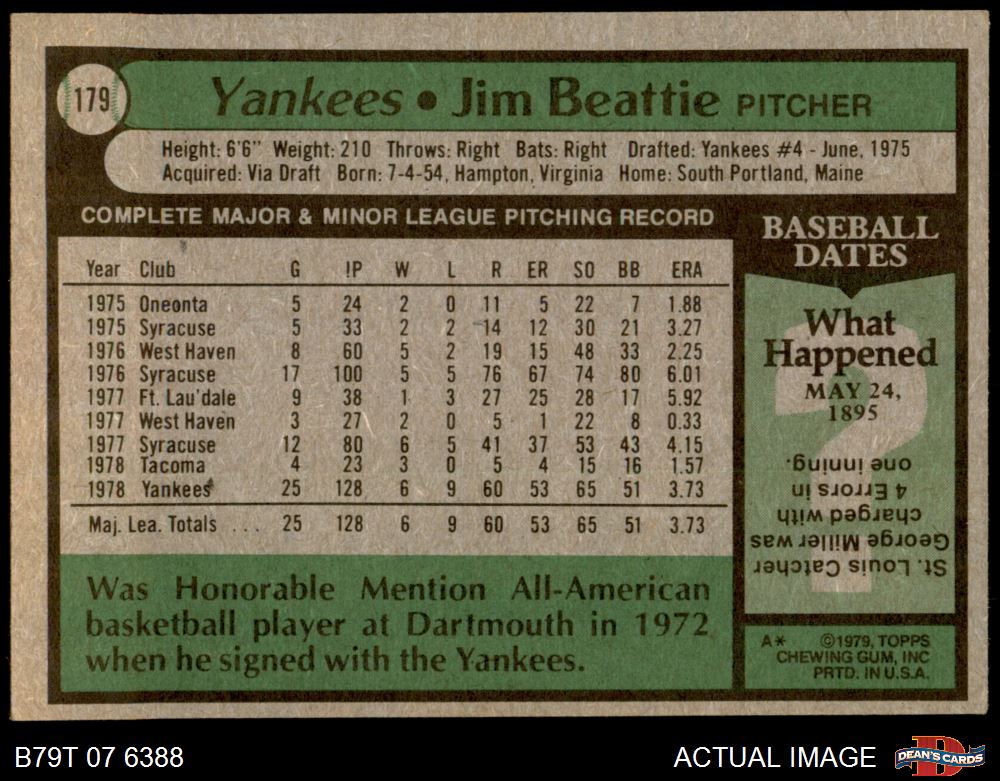 179
Yankees • Jim Beattie PITCHER
Height: 6'6" Weight: 210 Throws: Right Bats: Right Drafted: Yankees #4 - June, 1975
Acquired: Via Draft Born: 7-4-54, Hampton, Virginia Home: South Portland, Maine
COMPLETE MAJOR & MINOR LEAGUE PITCHING RECORD
Year Club G IP W L R ER SO BB ERA
1975 Oneonta 5 24 2 0 11 5 22 7 1.88
1975 Syracuse 5 33 2 2 14 12 30 21 3.27
1976 West Haven 8 60 5 2 19 15 48 33 2.25
1976 Syracuse 17 100 5 5 76 67 74 80 6.01
1977 Ft. Lau'dale 9 38 1 3 27 25 28 17 5.92
1977 West Haven 3 27 2 0 5 1 22 8 0.33
1977 Syracuse 12 80 6 5 41 37 53 43 4.15
1978 Tacoma 4 23 3 0 5 4 15 16 1.57
1978 Yankees 25 128 6 9 60 53 65 51 3.73
Maj. Lea. Totals ... 25 128 6 9 60 53 65 51 3.73
Was Honorable Mention All-American
basketball player at Dartmouth in 1972
when he signed with the Yankees.
BASEBALL
DATES
What
Happened
MAY 24,
1895
St. Louis Catcher
George Miller was
charged with
4 Errors in
one inning.
A* ©1979, TOPPS
CHEWING GUM, INC
PRTD. IN U.S.A.
B79T 07 6388
ACTUAL IMAGE
D
DEAN'S CARDS